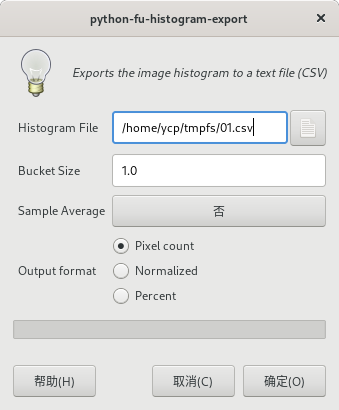 python-fu-histogram-export
Exports the image histogram to a text file (CSV)
Histogram File
/home/ycp/tmpfs/01.csv
Bucket Size
1.0
Sample Average
否
Output format
Pixel count
Normalized
Percent
帮助(H)
取消(C)
确定(O)